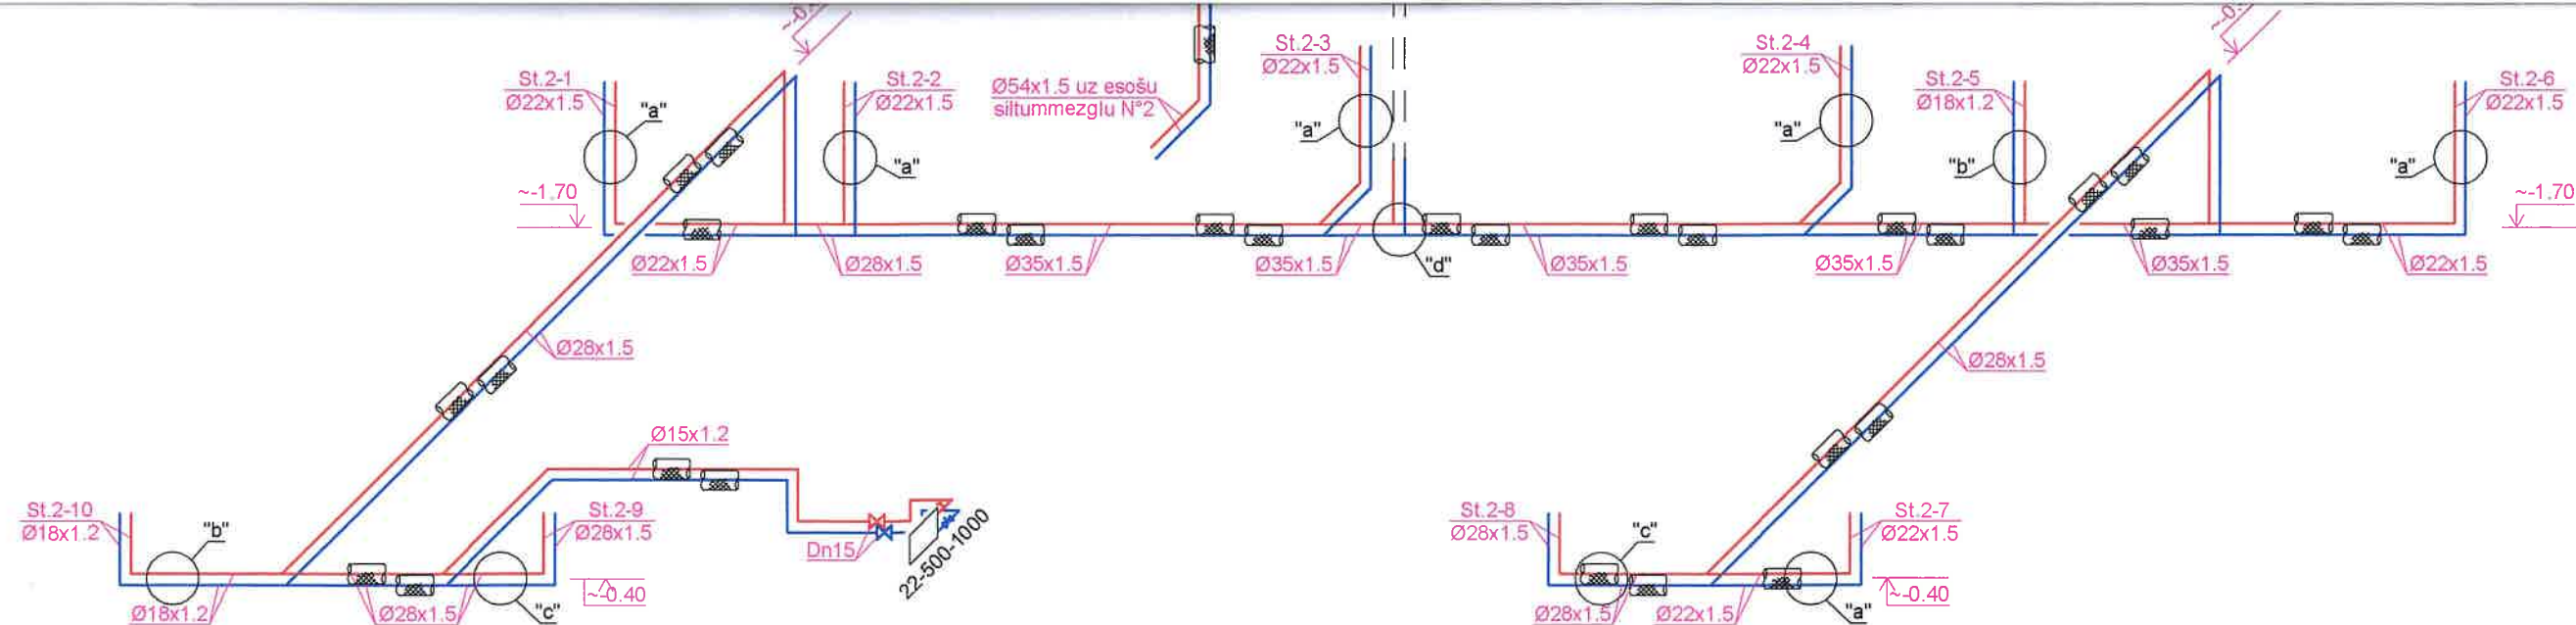 St.2-1
Ø22x1.5
"a"
St.2-2
Ø22x1.5
"a"
Ø54x1.5 uz esošu
siltummezglu N°2
St.2-3
Ø22x1.5
"a"
St.2-4
Ø22x1.5
"a"
St.2-5
Ø18x1.2
"b"
St.2-6
Ø22x1.5
"a"
~-1.70
~-1.70
Ø22x1.5
Ø28x1.5
Ø35x1.5
Ø35x1.5
"d"
Ø35x1.5
Ø35x1.5
Ø35x1.5
Ø22x1.5
Ø28x1.5
Ø28x1.5
Ø15x1.2
St.2-10
Ø18x1.2
"b"
St.2-9
Ø28x1.5
Dn15
22-500-1000
St.2-8
Ø28x1.5
"c"
St.2-7
Ø22x1.5
Ø18x1.2
Ø28x1.5
"c"
~-0.40
Ø28x1.5
Ø22x1.5
"a"
~-0.40